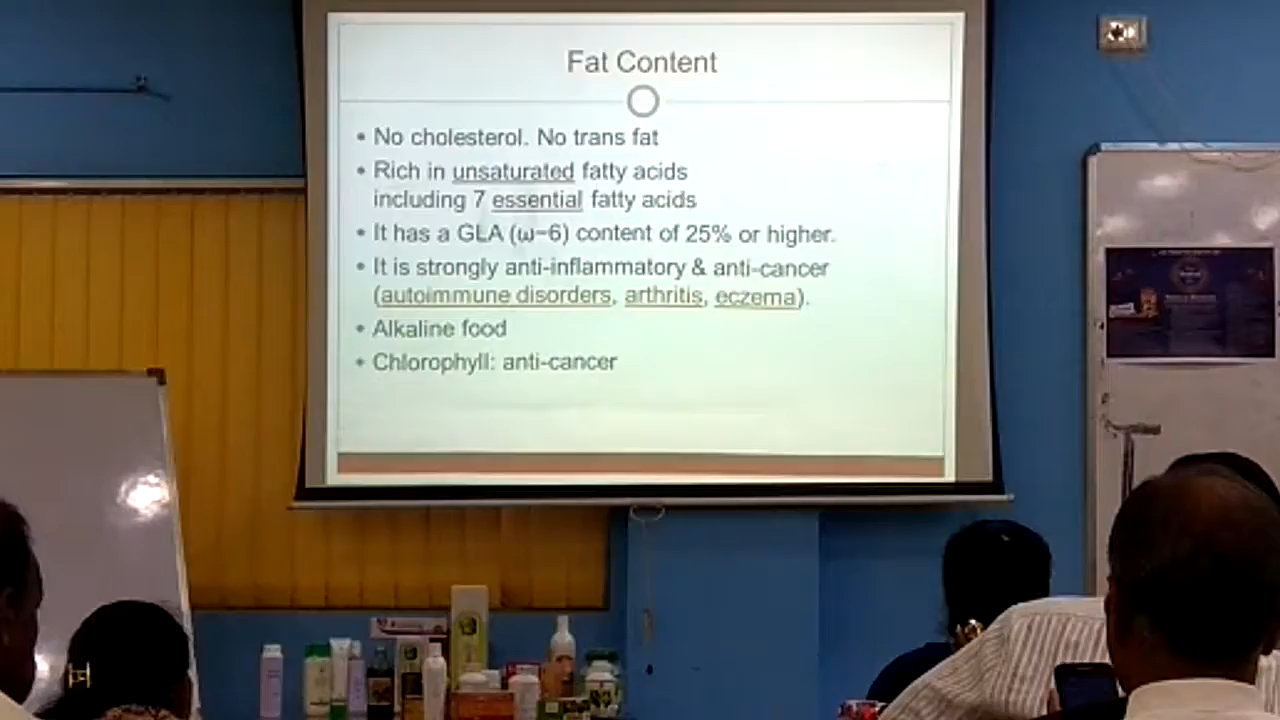 Fat Content
• No cholesterol. No trans fat
• Rich in unsaturated fatty acids
including 7 essential fatty acids
• It has a GLA (ω−6) content of 25% or higher.
• It is strongly anti-inflammatory & anti-cancer
(autoimmune disorders, arthritis, eczema).
• Alkaline food
• Chlorophyll: anti-cancer